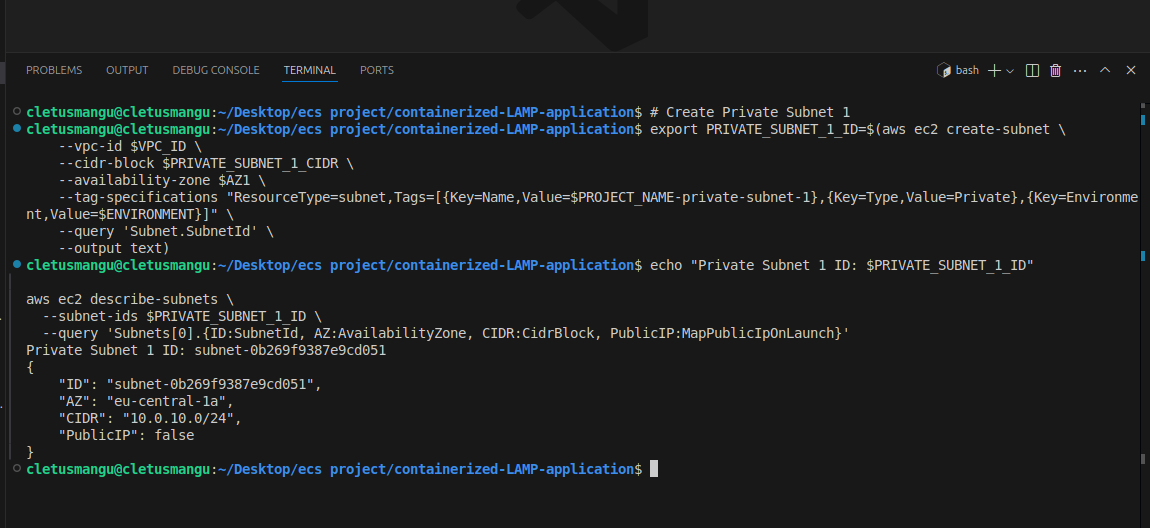 PROBLEMS OUTPUT DEBUG CONSOLE TERMINAL PORTS bash
cletusmangu@cletusmangu:~/Desktop/ecs project/containerized-LAMP-application$ # Create Private Subnet 1
cletusmangu@cletusmangu:~/Desktop/ecs project/containerized-LAMP-application$ export PRIVATE_SUBNET_1_ID=$(aws ec2 create-subnet \
    --vpc-id $VPC_ID \
    --cidr-block $PRIVATE_SUBNET_1_CIDR \
    --availability-zone $AZ1 \
    --tag-specifications "ResourceType=subnet,Tags=[{Key=Name,Value=$PROJECT_NAME-private-subnet-1},{Key=Type,Value=Private},{Key=Environme
nt,Value=$ENVIRONMENT}]" \
    --query 'Subnet.SubnetId' \
    --output text)
cletusmangu@cletusmangu:~/Desktop/ecs project/containerized-LAMP-application$ echo "Private Subnet 1 ID: $PRIVATE_SUBNET_1_ID"
aws ec2 describe-subnets \
  --subnet-ids $PRIVATE_SUBNET_1_ID \
  --query 'Subnets[0].{ID:SubnetId, AZ:AvailabilityZone, CIDR:CidrBlock, PublicIP:MapPublicIpOnLaunch}'
Private Subnet 1 ID: subnet-0b269f9387e9cd051
{
    "ID": "subnet-0b269f9387e9cd051",
    "AZ": "eu-central-1a",
    "CIDR": "10.0.10.0/24",
    "PublicIP": false
}
cletusmangu@cletusmangu:~/Desktop/ecs project/containerized-LAMP-application$